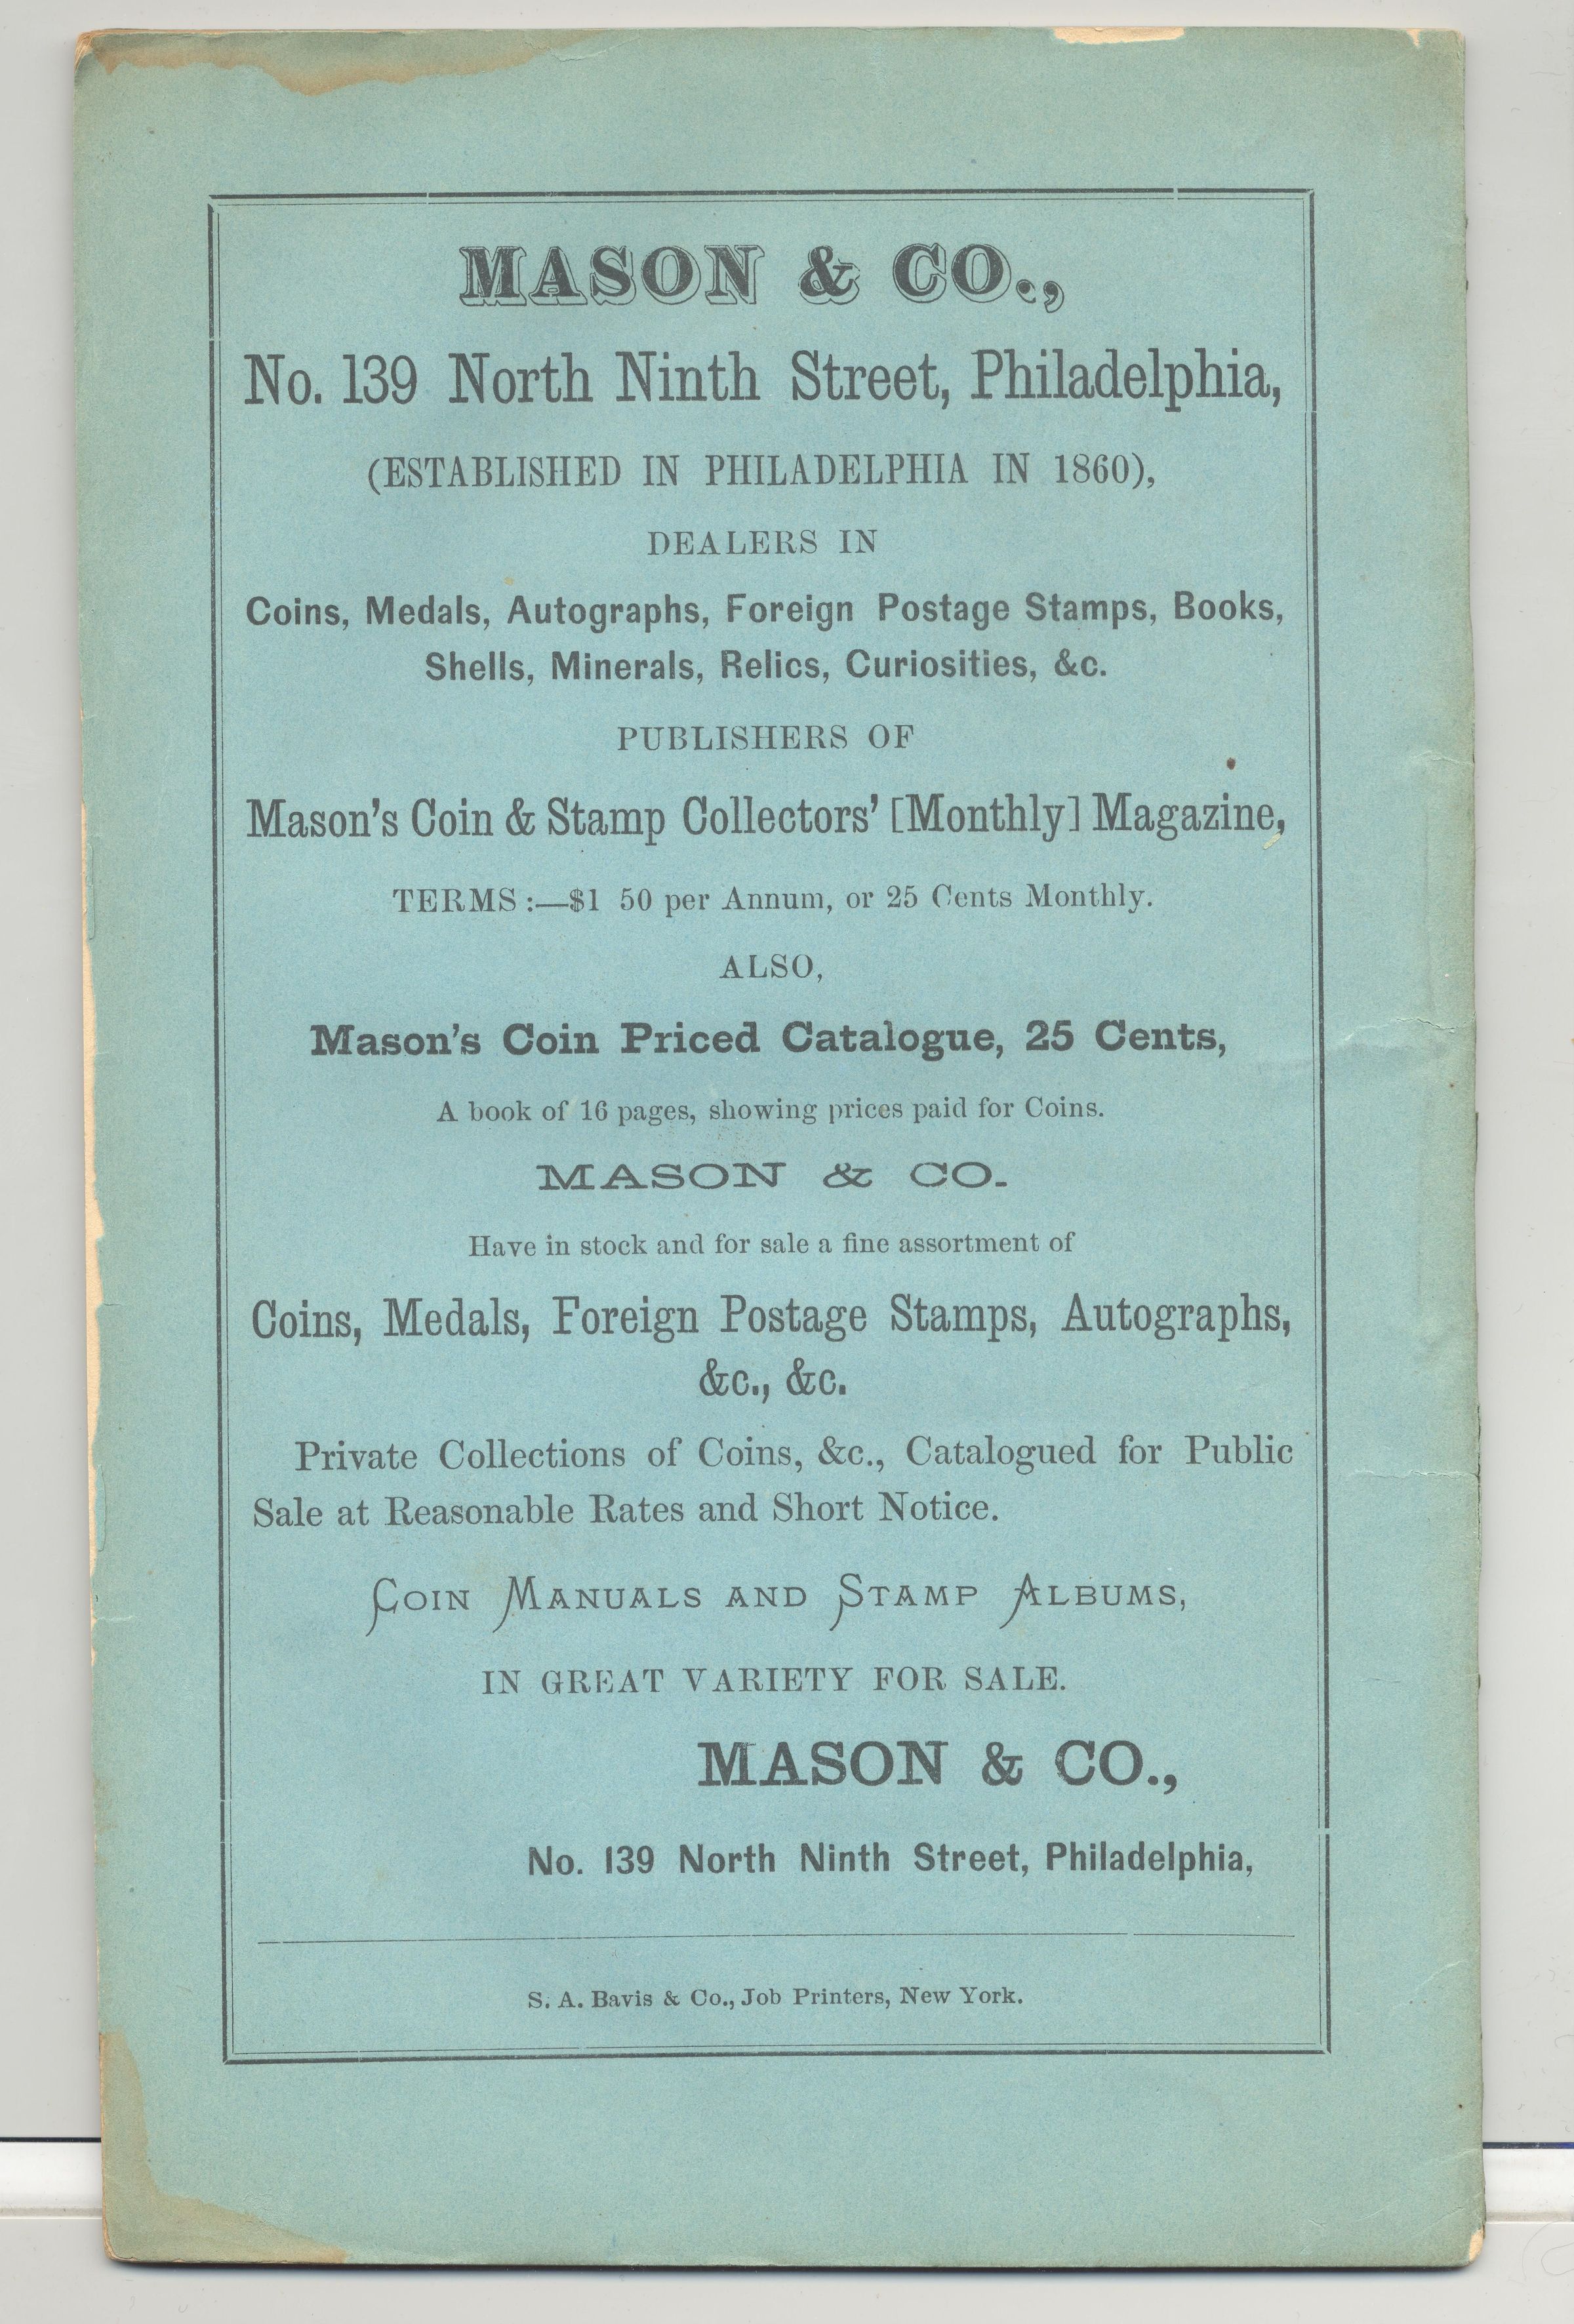 MASON & CO.,
No. 139 North Ninth Street, Philadelphia,
(ESTABLISHED IN PHILADELPHIA IN 1860),
DEALERS IN
Coins, Medals, Autographs, Foreign Postage Stamps, Books,
Shells, Minerals, Relics, Curiosities, &c.
PUBLISHERS OF
Mason's Coin & Stamp Collectors' [Monthly] Magazine,
TERMS:—$1 50 per Annum, or 25 Cents Monthly.
ALSO,
Mason's Coin Priced Catalogue, 25 Cents,
A book of 16 pages, showing prices paid for Coins.
MASON & CO.
Have in stock and for sale a fine assortment of
Coins, Medals, Foreign Postage Stamps, Autographs,
&c., &c.
Private Collections of Coins, &c., Catalogued for Public
Sale at Reasonable Rates and Short Notice.
COIN MANUALS AND STAMP ALBUMS,
IN GREAT VARIETY FOR SALE.
MASON & CO.,
No. 139 North Ninth Street, Philadelphia,
S. A. Bavis & Co., Job Printers, New York.